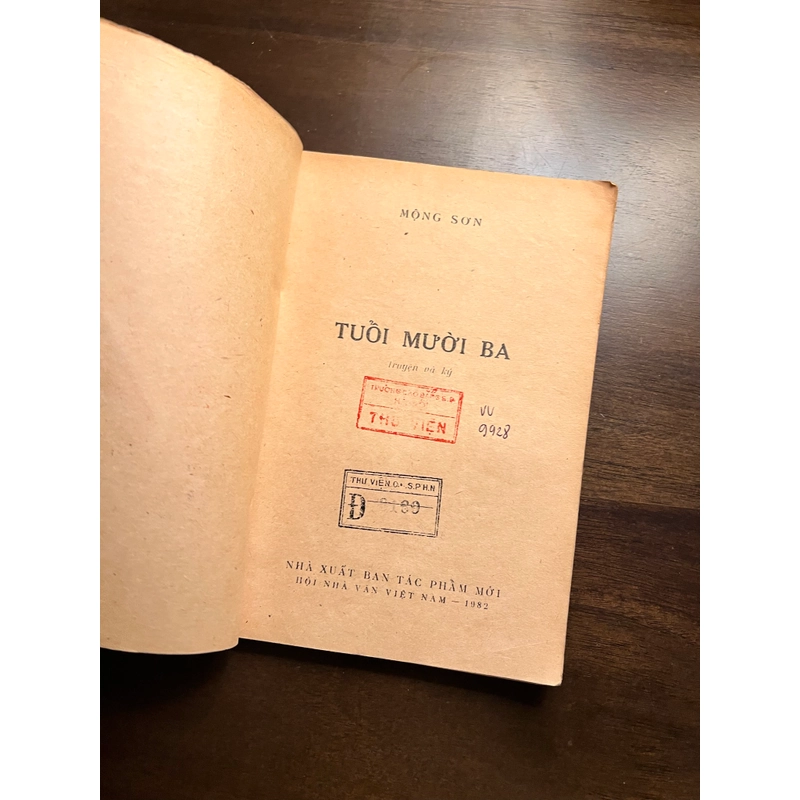 MỘNG SƠN
TUỔI MƯỜI BA
truyện và ký
THƯ VIỆN
VU
9928
THƯ VIỆN C. .S.P.H.N
Đ
NHÀ XUẤT BẢN TÁC PHẨM MỚI
HỘI NHÀ VĂN VIỆT NAM — 1982